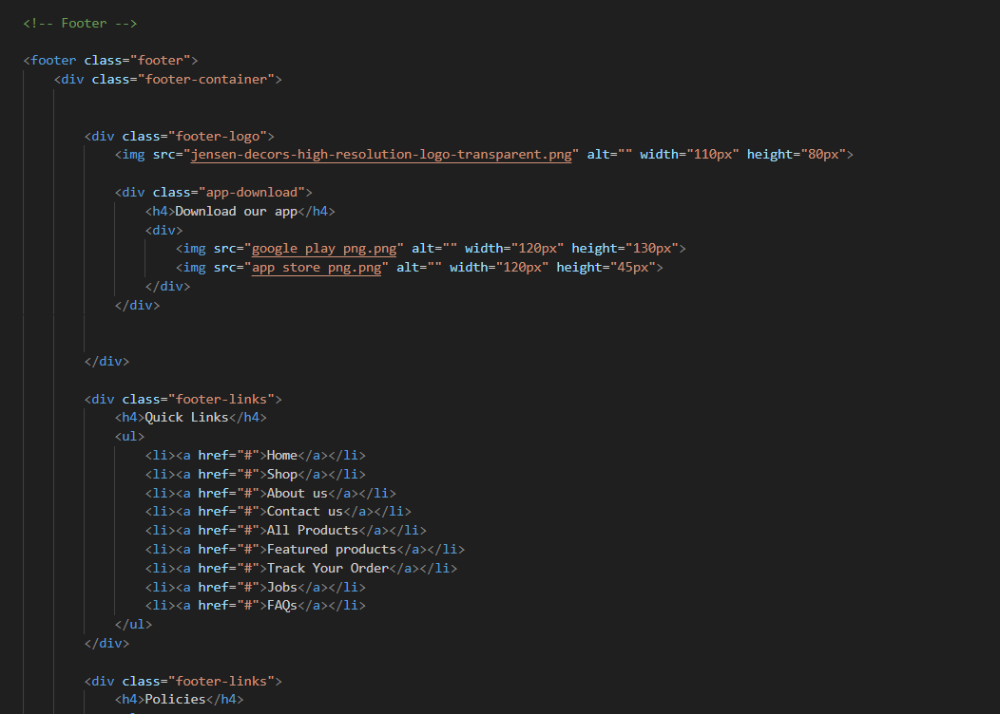 <!-- Footer -->
<footer class="footer">
<div class="footer-container">
<div class="footer-logo">
<img src="jensen-decors-high-resolution-logo-transparent.png" alt="" width="110px" height="80px">
<div class="app-download">
<h4>Download our app</h4>
<div>
<img src="google play png.png" alt="" width="120px" height="130px">
<img src="app store png.png" alt="" width="120px" height="45px">
</div>
</div>
</div>
<div class="footer-links">
<h4>Quick Links</h4>
<ul>
<li><a href="#">Home</a></li>
<li><a href="#">Shop</a></li>
<li><a href="#">About us</a></li>
<li><a href="#">Contact us</a></li>
<li><a href="#">All Products</a></li>
<li><a href="#">Featured products</a></li>
<li><a href="#">Track Your Order</a></li>
<li><a href="#">Jobs</a></li>
<li><a href="#">FAQs</a></li>
</ul>
</div>
<div class="footer-links">
<h4>Policies</h4>